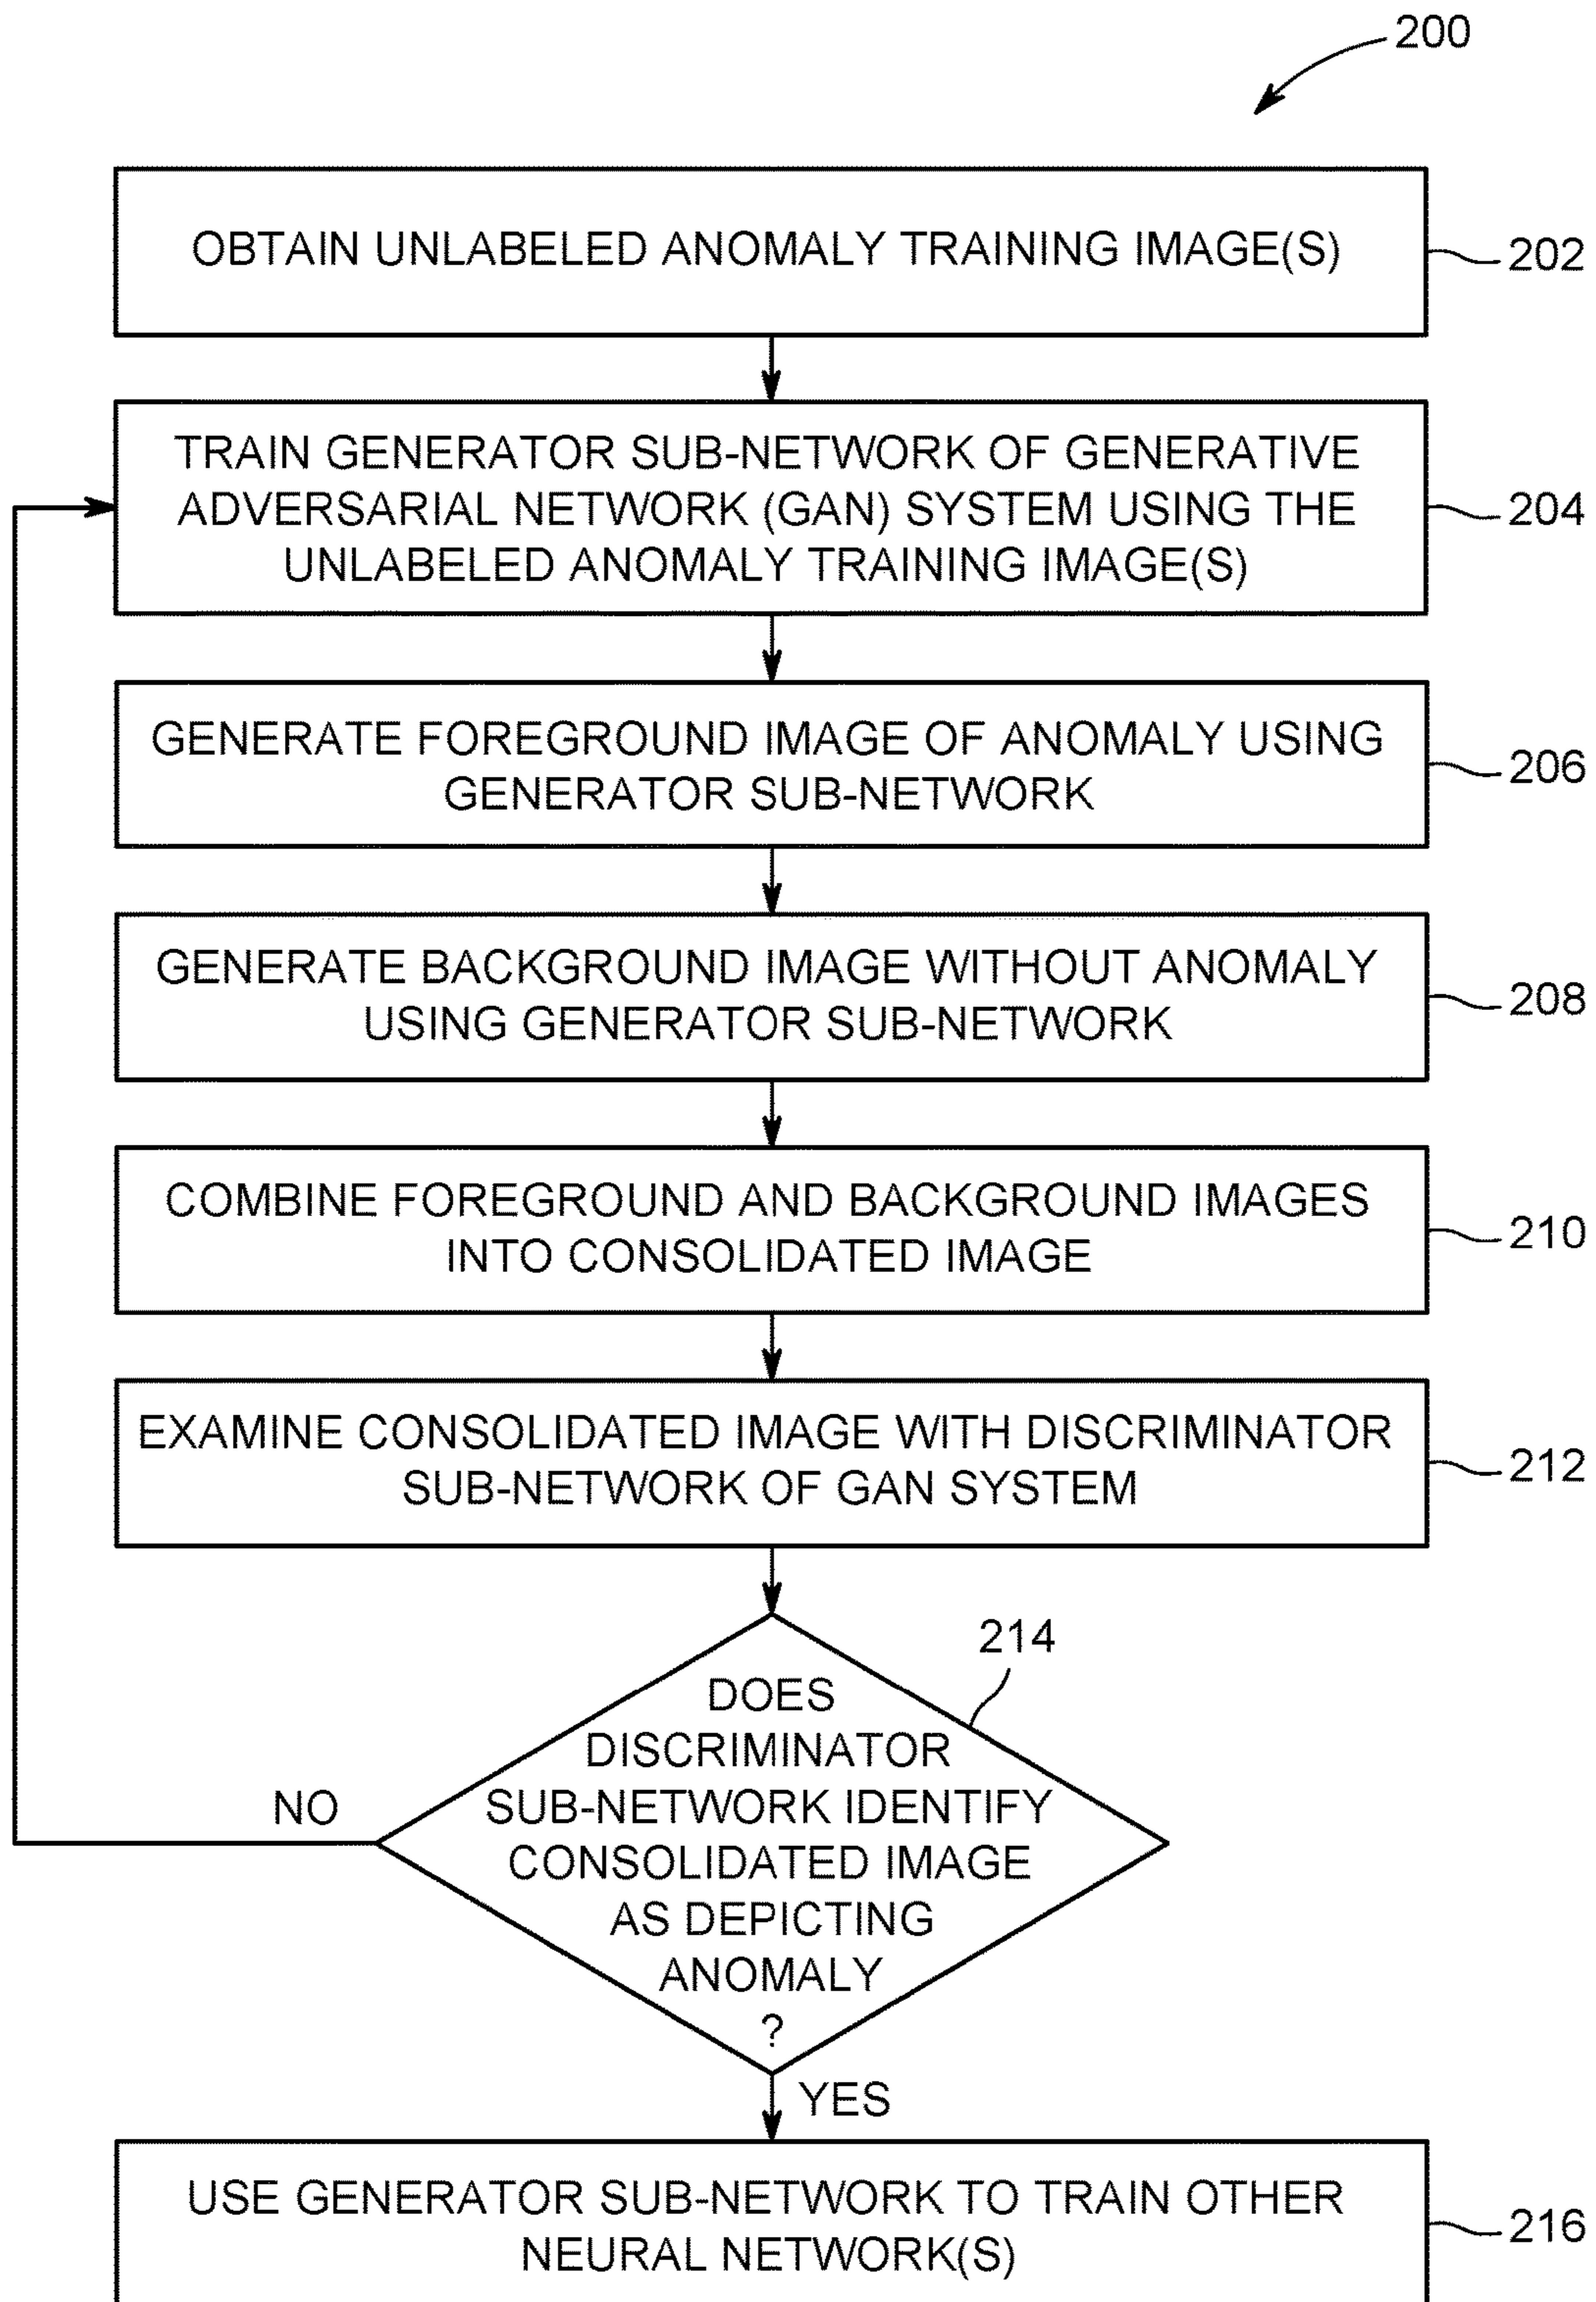 200
OBTAIN UNLABELED ANOMALY TRAINING IMAGE(S)
202
TRAIN GENERATOR SUB-NETWORK OF GENERATIVE
ADVERSARIAL NETWORK (GAN) SYSTEM USING THE
UNLABELED ANOMALY TRAINING IMAGE(S)
204
GENERATE FOREGROUND IMAGE OF ANOMALY USING
GENERATOR SUB-NETWORK
206
GENERATE BACKGROUND IMAGE WITHOUT ANOMALY
USING GENERATOR SUB-NETWORK
208
COMBINE FOREGROUND AND BACKGROUND IMAGES
INTO CONSOLIDATED IMAGE
210
EXAMINE CONSOLIDATED IMAGE WITH DISCRIMINATOR
SUB-NETWORK OF GAN SYSTEM
212
214
DOES
DISCRIMINATOR
SUB-NETWORK IDENTIFY
CONSOLIDATED IMAGE
AS DEPICTING
ANOMALY
?
NO
YES
USE GENERATOR SUB-NETWORK TO TRAIN OTHER
NEURAL NETWORK(S)
216